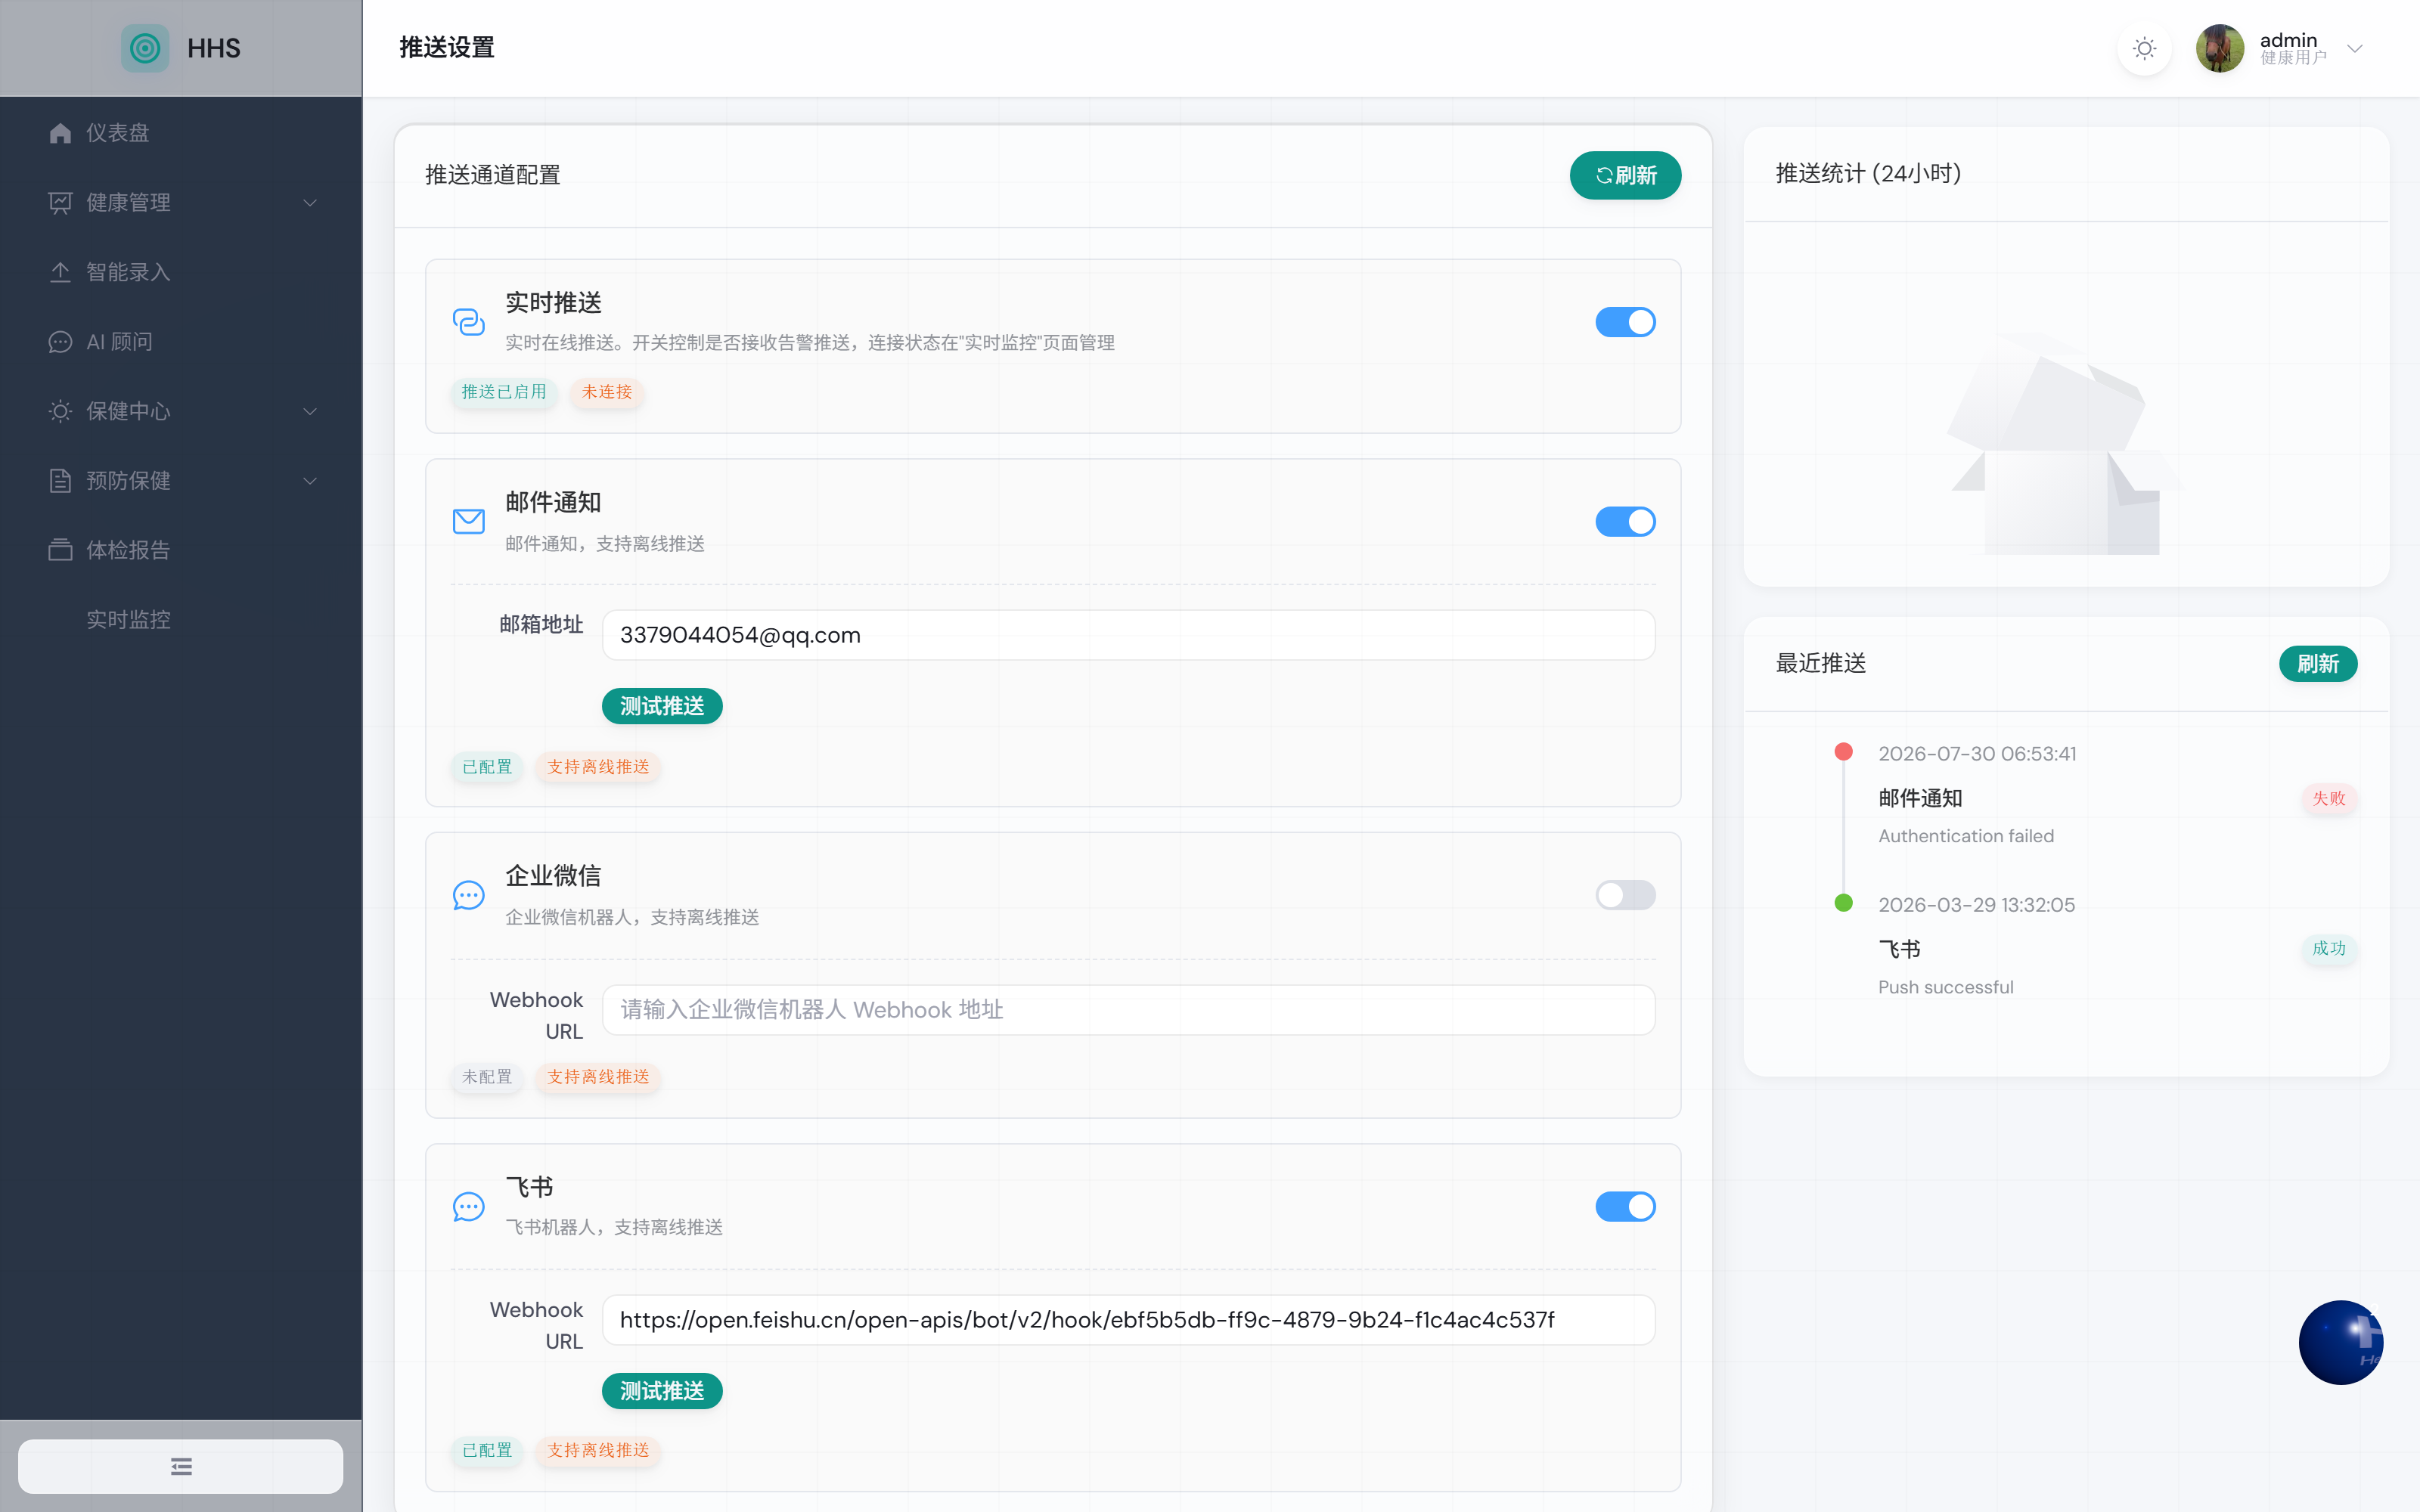 HHS
仪表盘
健康管理
智能录入
AI 顾问
保健中心
预防保健
体检报告
实时监控
推送设置
admin
健康用户
推送通道配置
刷新
实时推送
实时在线推送。开关控制是否接收告警推送，连接状态在"实时监控"页面管理
推送已启用
未连接
邮件通知
邮件通知，支持离线推送
邮箱地址
3379044054@qq.com
测试推送
已配置
支持离线推送
企业微信
企业微信机器人，支持离线推送
Webhook
URL
请输入企业微信机器人 Webhook 地址
未配置
支持离线推送
飞书
飞书机器人，支持离线推送
Webhook
URL
https://open.feishu.cn/open-apis/bot/v2/hook/ebf5b5db-ff9c-4879-9b24-f1c4ac4c537f
测试推送
已配置
支持离线推送
推送统计 (24小时)
最近推送
刷新
2026-07-30 06:53:41
邮件通知
失败
Authentication failed
2026-03-29 13:32:05
飞书
成功
Push successful